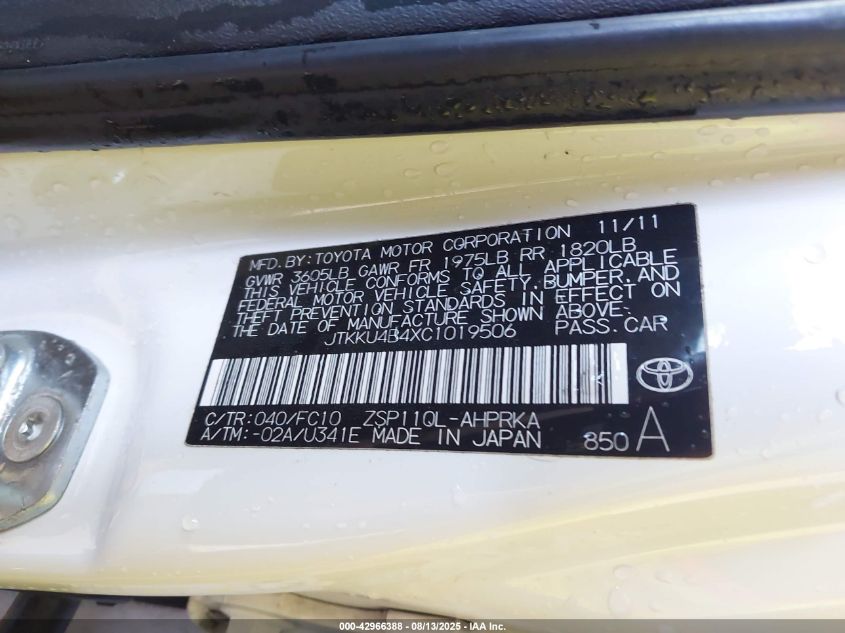 MFD. BY: TOYOTA MOTOR CORPORATION 11/11
GVWR 3605LB GAWR FR 1975LB RR 1820LB
THIS VEHICLE CONFORMS TO ALL APPLICABLE
FEDERAL MOTOR VEHICLE SAFETY, BUMPER, AND
THEFT PREVENTION STANDARDS IN EFFECT ON
THE DATE OF MANUFACTURE SHOWN ABOVE.
JTKKU4B4XC1019506 PASS. CAR
C/TR: 040/FC10 ZSP11QL-AHPRKA
A/TM: -02A/U341E MADE IN JAPAN 850 A
000-42966388 - 08/13/2025 - IAA Inc.